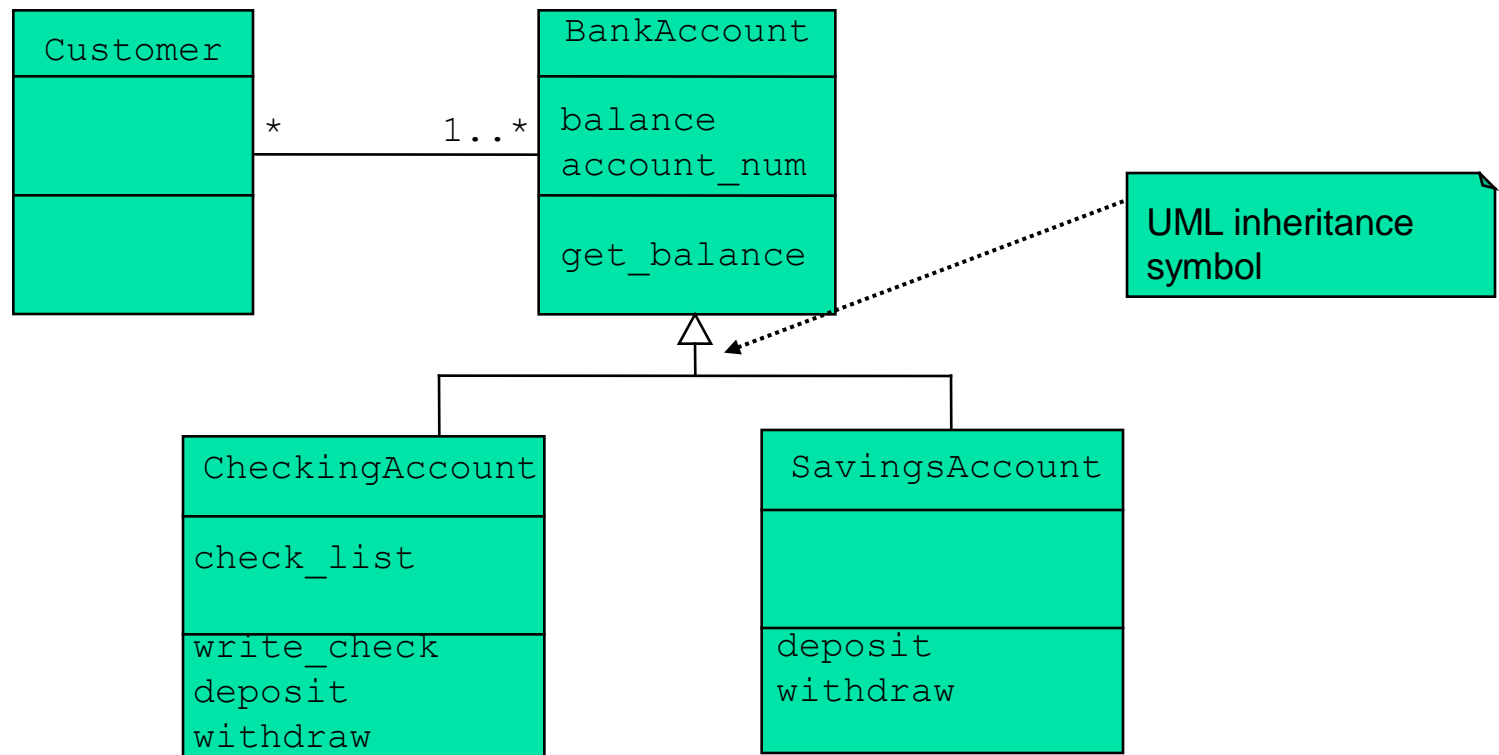 Customer
BankAccount
* 1..*
balance
account_num
get_balance
UML inheritance
symbol
CheckingAccount
check_list
write_check
deposit
withdraw
SavingsAccount
deposit
withdraw